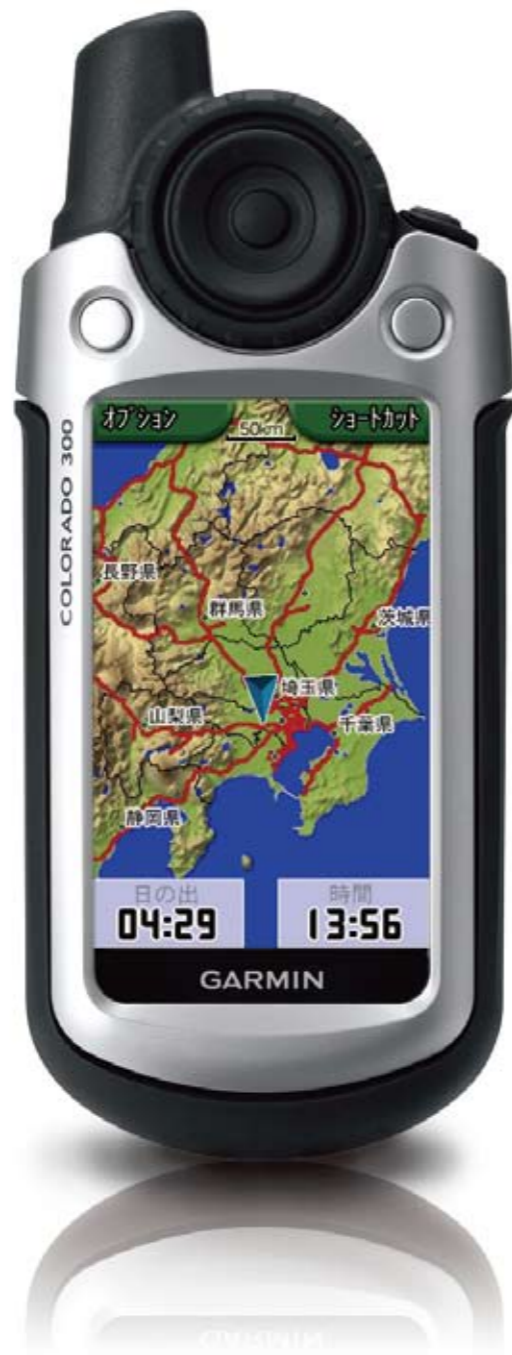 COLORADO 300
オプション
50km
ショートカット
長野県
群馬県
茨城県
埼玉県
山梨県
千葉県
静岡県
日の出
時間
04:29
13:56
GARMIN